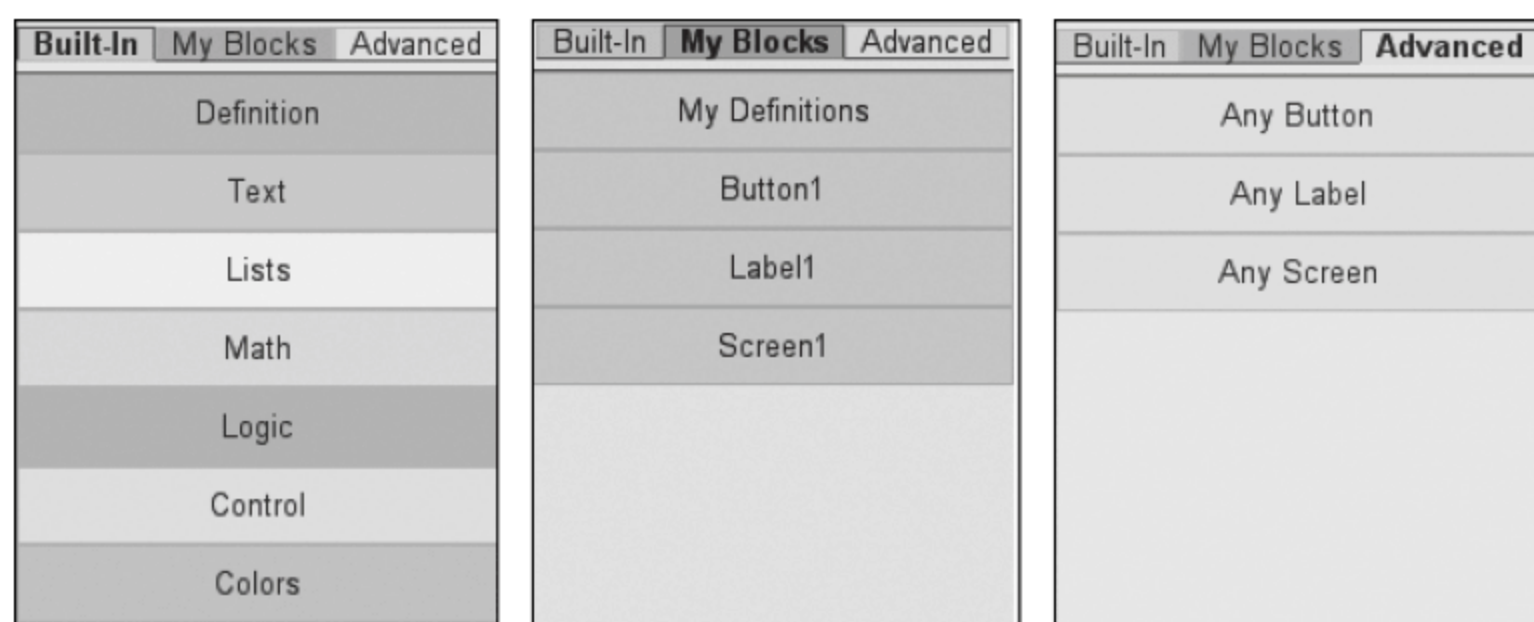 Built-In My Blocks Advanced
Definition
Text
Lists
Math
Logic
Control
Colors
Built-In My Blocks Advanced
My Definitions
Button1
Label1
Screen1
Built-In My Blocks Advanced
Any Button
Any Label
Any Screen